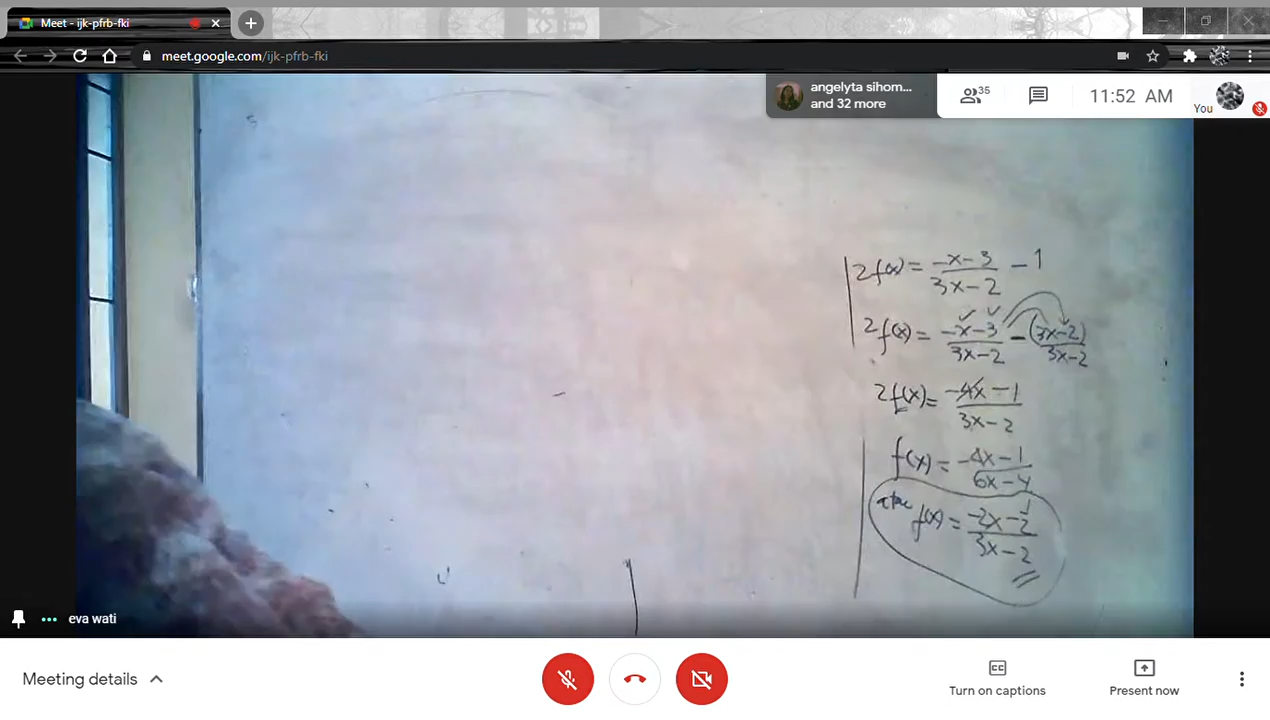 Meet - ijk-pfrb-fki
meet.google.com/ijk-pfrb-fki
angelyta sihom...
and 32 more
35
11:52 AM
You
2f(x) = (-x-3)/(3x-2) - 1
2f(x) = (-x-3)/(3x-2) - (3x-2)/(3x-2)
2f(x) = (-4x-1)/(3x-2)
f(x) = (-4x-1)/(6x-4)
atau f(x) = (-2x-1/2)/(3x-2)
eva wati
Meeting details
CC
Turn on captions
Present now